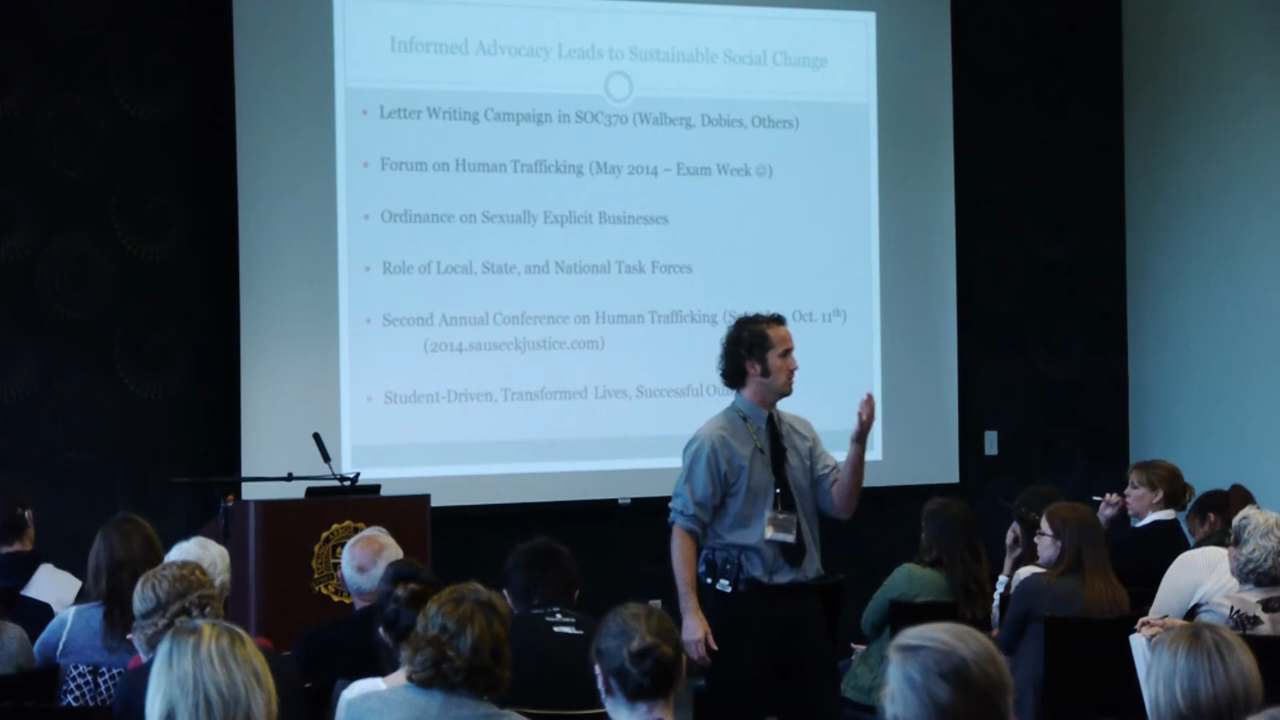 Informed Advocacy Leads to Sustainable Social Change
• Letter Writing Campaign in SOC370 (Walberg, Dobies, Others)
• Forum on Human Trafficking (May 2014 – Exam Week ☺)
• Ordinance on Sexually Explicit Businesses
• Role of Local, State, and National Task Forces
• Second Annual Conference on Human Trafficking ( Oct. 11th)
(2014.sauseekjustice.com)
• Student-Driven, Transformed Lives, Successful